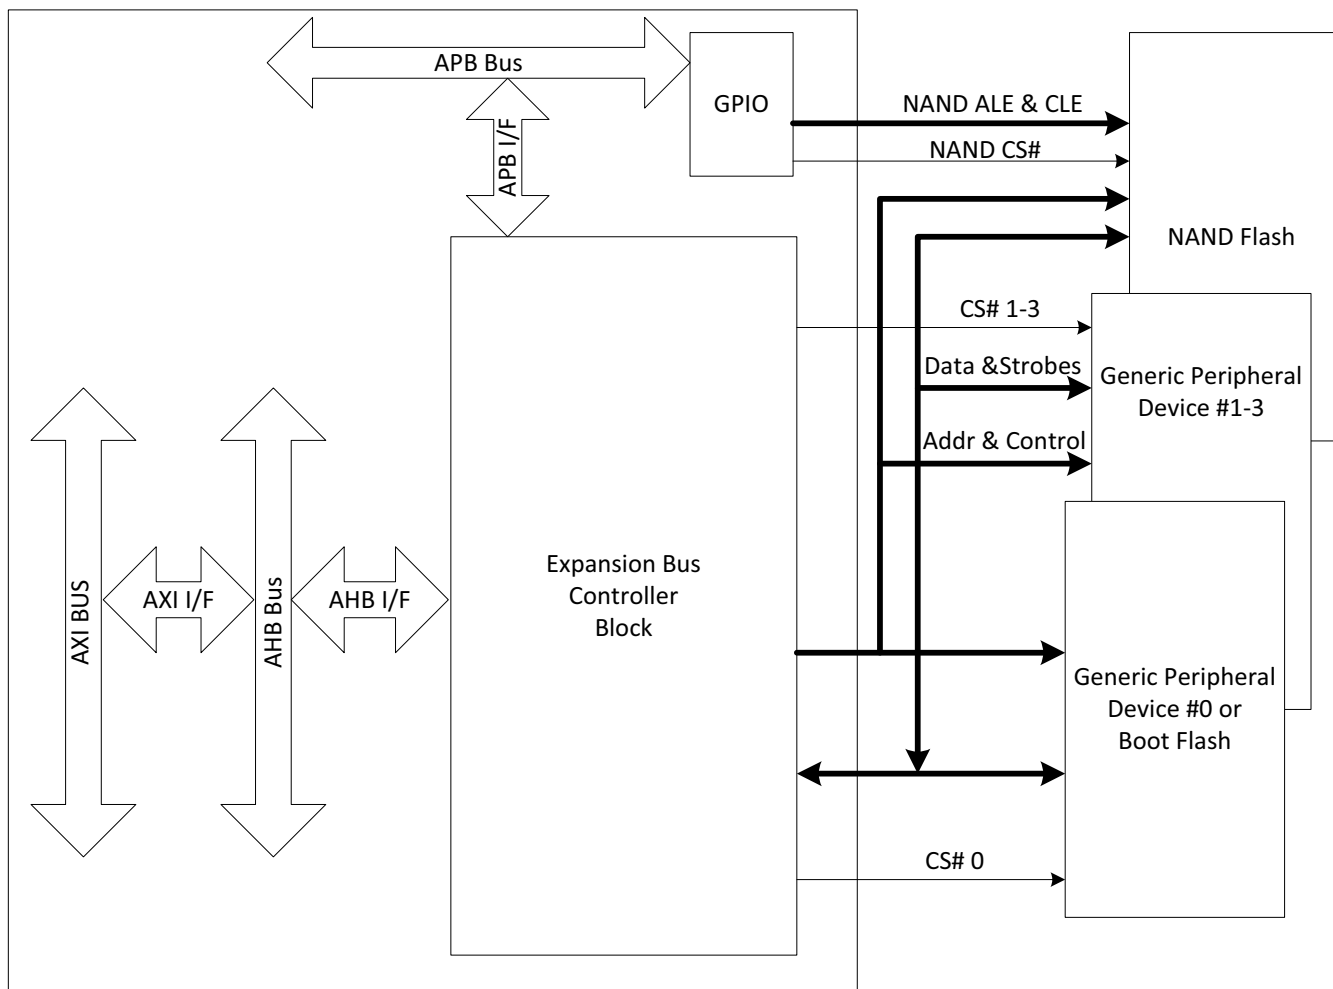 APB Bus
GPIO
NAND ALE & CLE
APB I/F
NAND CS#
NAND Flash
CS# 1-3
Data &Strobes
Generic Peripheral
Device #1-3
Addr & Control
AXI BUS
AXI I/F
AHB Bus
AHB I/F
Expansion Bus
Controller
Block
Generic Peripheral
Device #0 or
Boot Flash
CS# 0